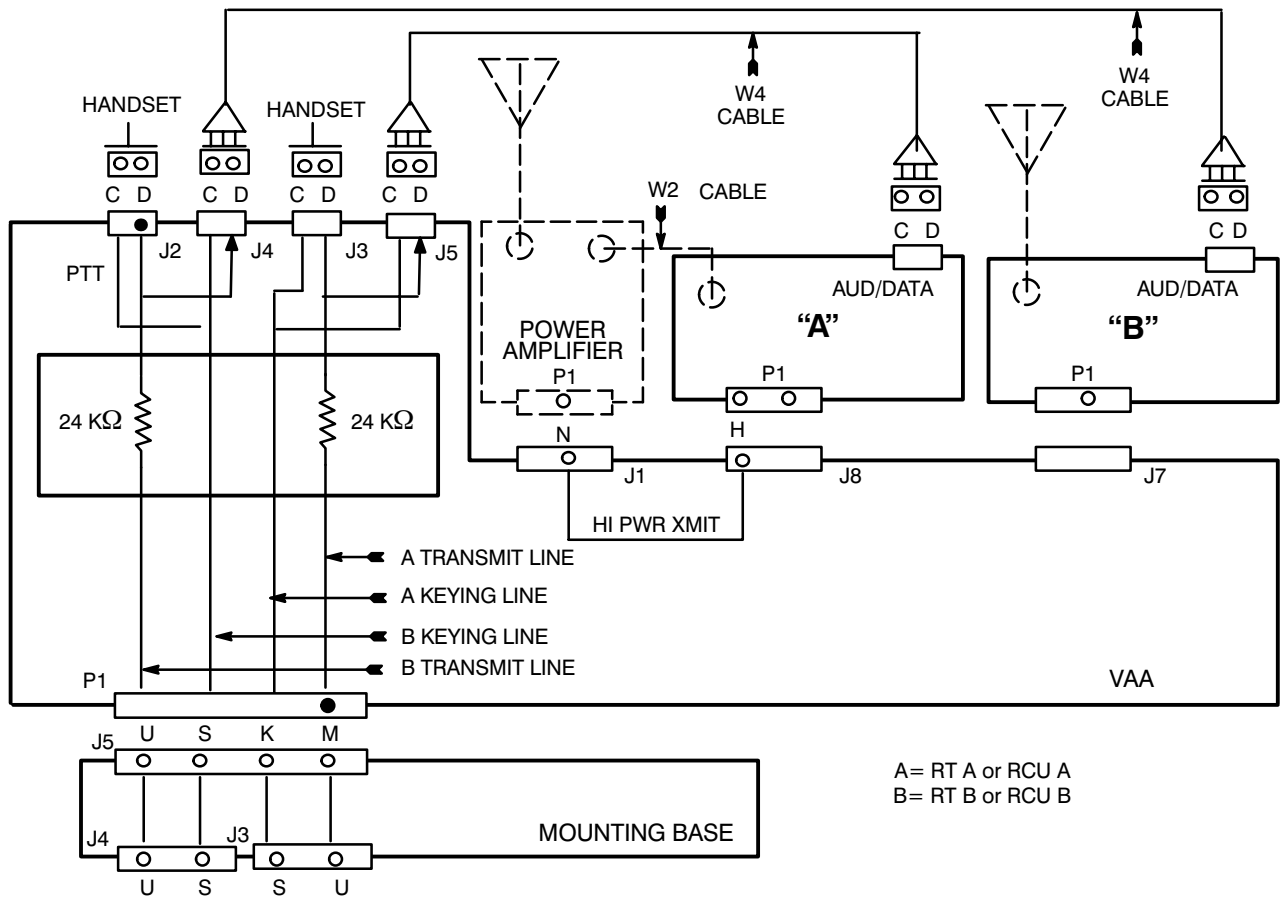 W4
CABLE
W4
CABLE
HANDSET
HANDSET
W2 CABLE
C D
C D
C D
C D
C D
C D
J2
J4
J3
J5
PTT
AUD/DATA
AUD/DATA
“A”
“B”
POWER
AMPLIFIER
P1
P1
P1
24 KΩ
24 KΩ
N
H
J1
J8
J7
HI PWR XMIT
A TRANSMIT LINE
A KEYING LINE
B KEYING LINE
B TRANSMIT LINE
P1
VAA
U S K M
J5
A= RT A or RCU A
B= RT B or RCU B
J4
J3
MOUNTING BASE
U S S U